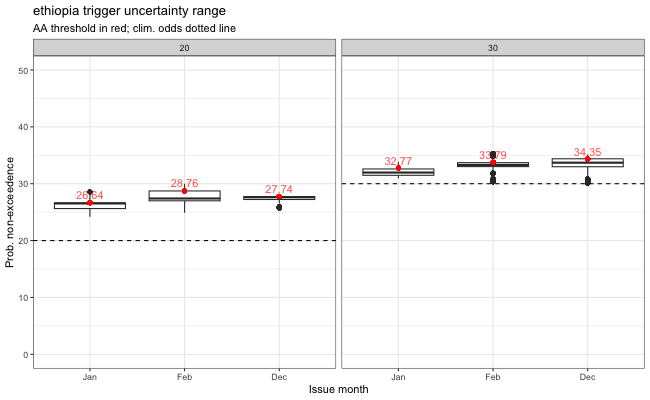 ethiopia trigger uncertainty range
AA threshold in red; clim. odds dotted line
20
30
50
40
30
20
10
0
Prob. non-exceedence
26.64
28.76
27.74
32.77
33.79
34.35
Jan
Feb
Dec
Jan
Feb
Dec
Issue month